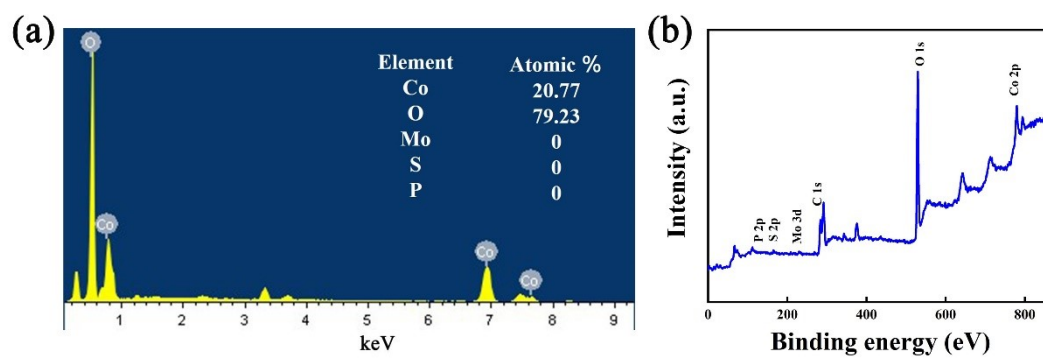 (a)
O
Element Atomic %
Co 20.77
O 79.23
Mo 0
S 0
P 0
Co
Co
Co
1 2 3 4 5 6 7 8 9
keV
(b)
Intensity (a.u.)
P 2p
S 2p
Mo 3d
C 1s
O 1s
Co 2p
0 200 400 600 800
Binding energy (eV)